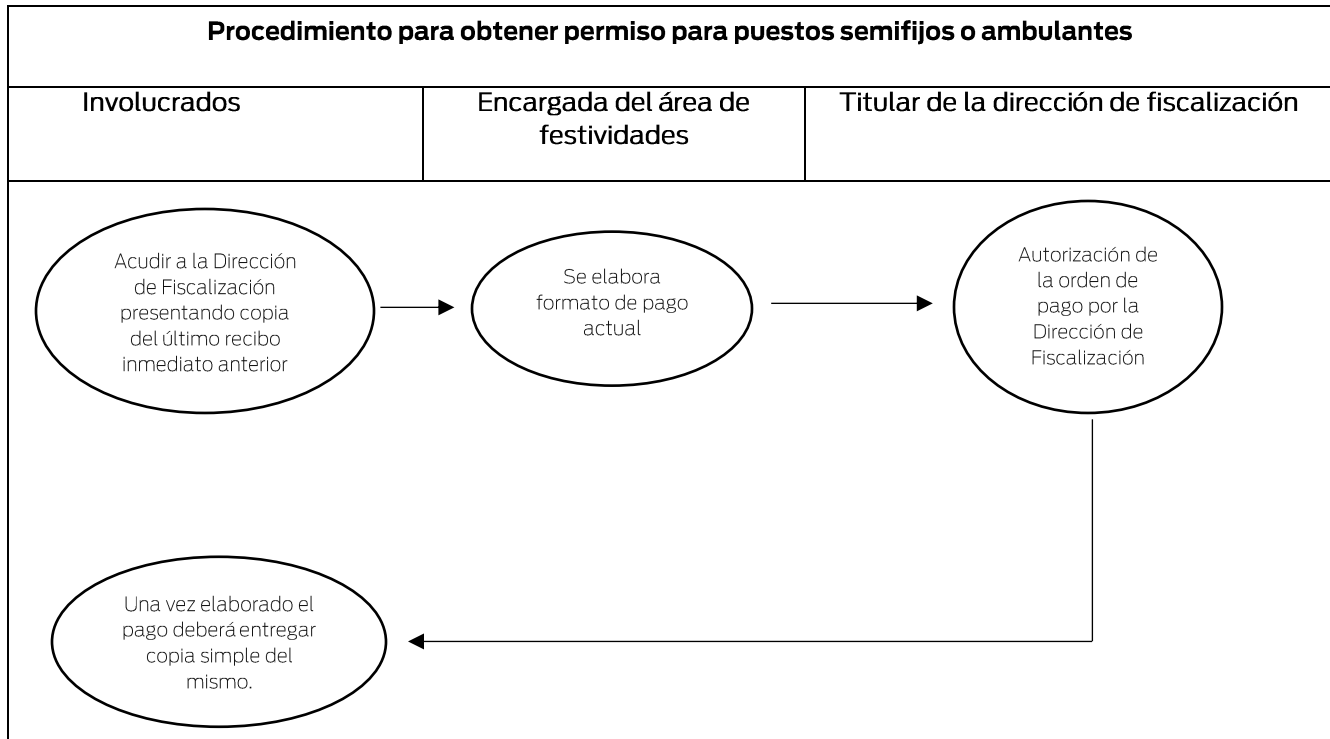 Procedimiento para obtener permiso para puestos semifijos o ambulantes
Involucrados
Encargada del área de
festividades
Titular de la dirección de fiscalización
Acudir a la Dirección
de Fiscalización
presentando copia
del último recibo
inmediato anterior
Se elabora
formato de pago
actual
Autorización de
la orden de
pago por la
Dirección de
Fiscalización
Una vez elaborado el
pago deberá entregar
copia simple del
mismo.